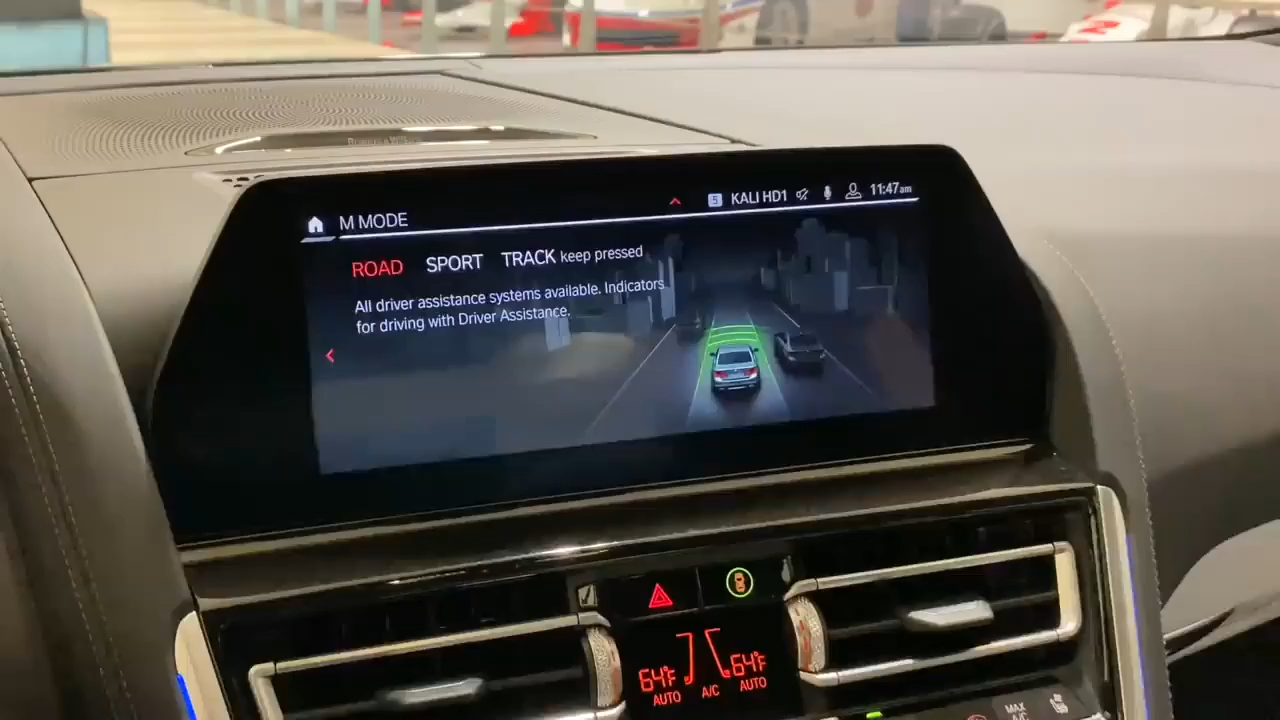 5 KALI HD1 11:47am
M MODE
ROAD SPORT TRACK keep pressed
All driver assistance systems available. Indicators
for driving with Driver Assistance.
64°F 64°F
AUTO A/C AUTO
MAX
A/C